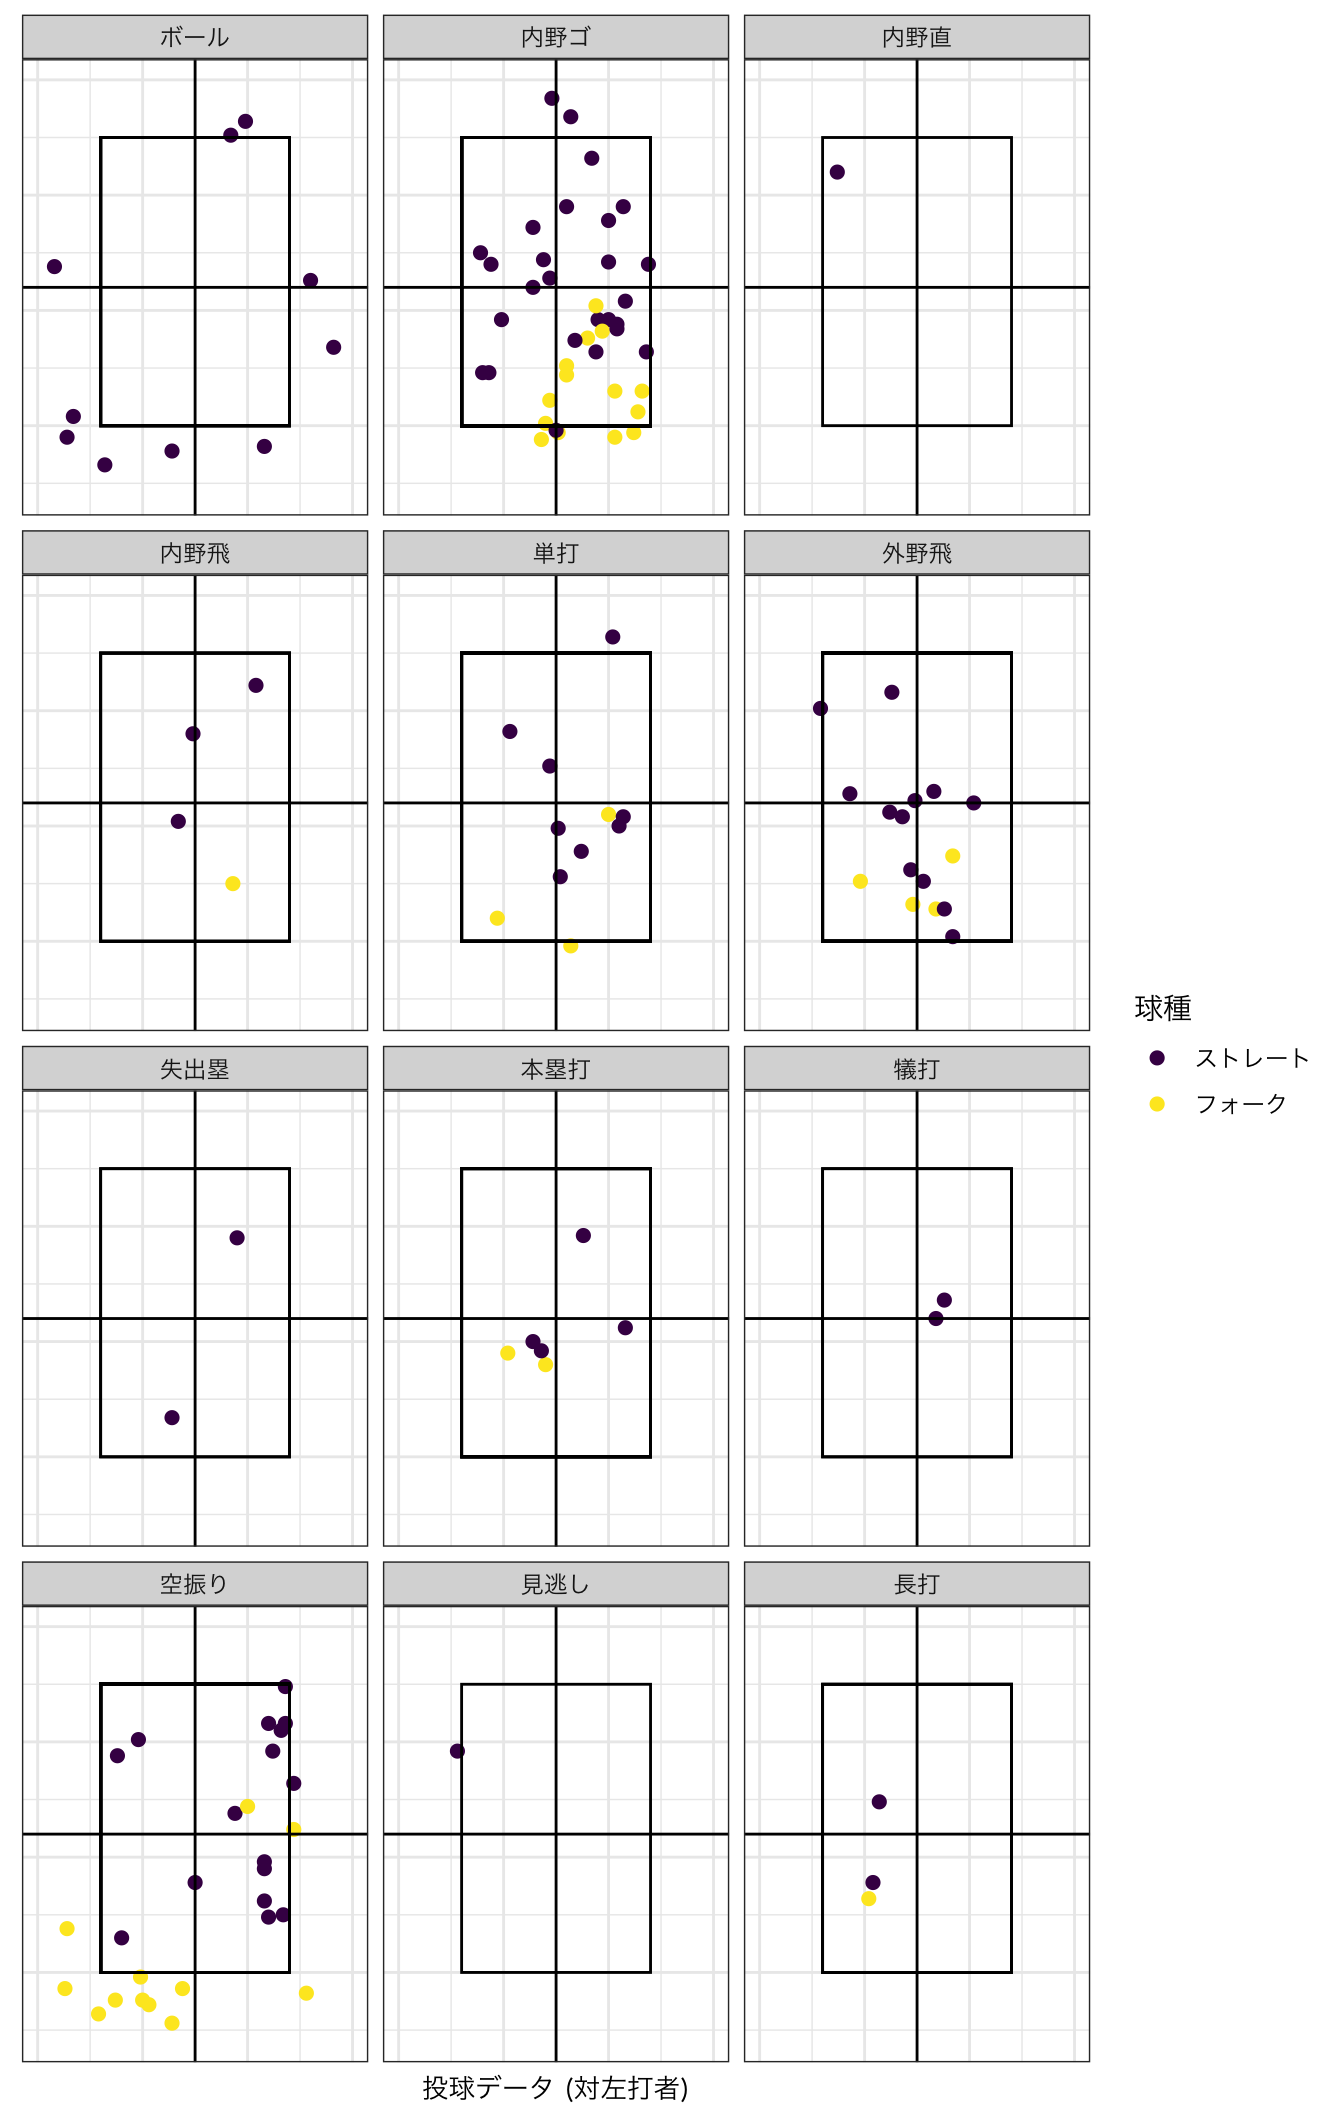 ボール
内野ゴ
内野直
内野飛
単打
外野飛
失出塁
本塁打
犠打
空振り
見逃し
長打
球種
ストレート
フォーク
投球データ (対左打者)